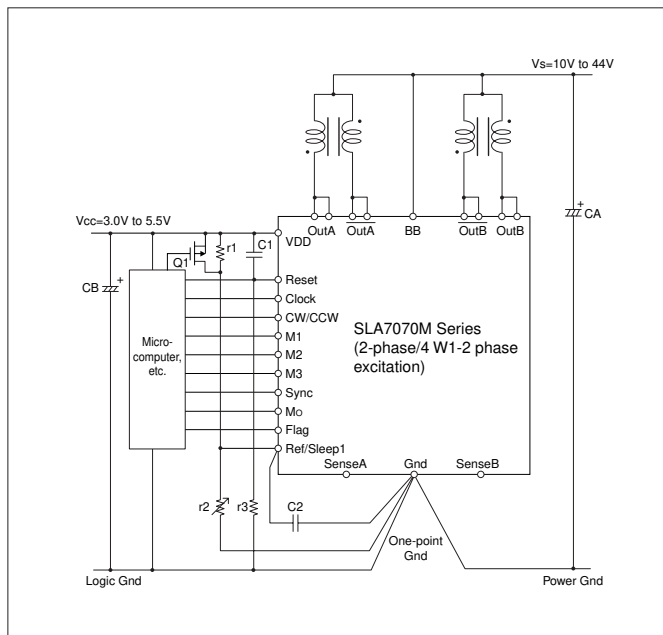 Vs=10V to 44V
CA
+
Vcc=3.0V to 5.5V
OutA
OutA
BB
OutB
OutB
VDD
r1
C1
Q1
CB
+
Reset
Clock
CW/CCW
M1
M2
M3
Sync
Mo
Flag
Ref/Sleep1
Micro-
computer,
etc.
SLA7070M Series
(2-phase/4 W1-2 phase
excitation)
SenseA
Gnd
SenseB
r2
r3
C2
One-point
Gnd
Logic Gnd
Power Gnd